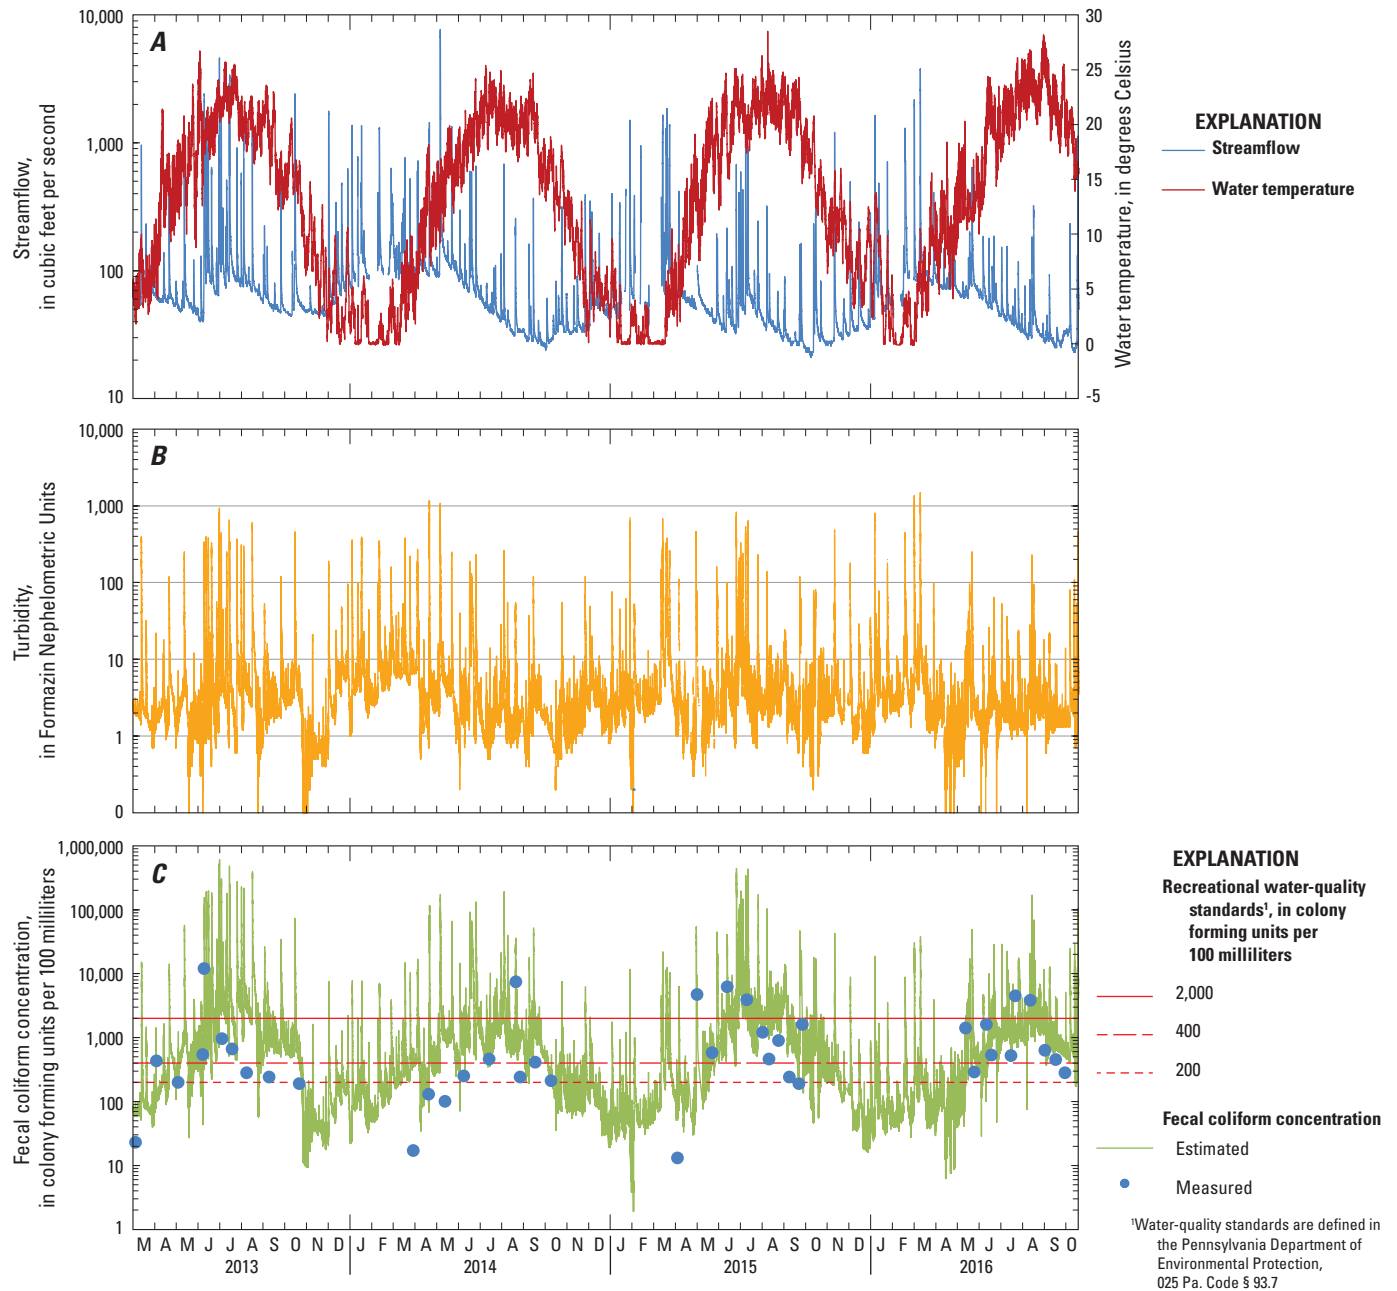 A
10,000
1,000
100
10
Streamflow,
in cubic feet per second
30
25
20
15
10
5
0
-5
Water temperature, in degrees Celsius
EXPLANATION
Streamflow
Water temperature
B
10,000
1,000
100
10
1
0
Turbidity,
in Formazin Nephelometric Units
C
1,000,000
100,000
10,000
1,000
100
10
1
Fecal coliform concentration,
in colony forming units per 100 milliliters
M A M J J A S O N D J F M A M J J A S O N D J F M A M J J A S O N D J F M A M J J A S O
2013 2014 2015 2016
EXPLANATION
Recreational water-quality
standards¹, in colony
forming units per
100 milliliters
2,000
400
200
Fecal coliform concentration
Estimated
Measured
¹Water-quality standards are defined in
the Pennsylvania Department of
Environmental Protection,
025 Pa. Code § 93.7